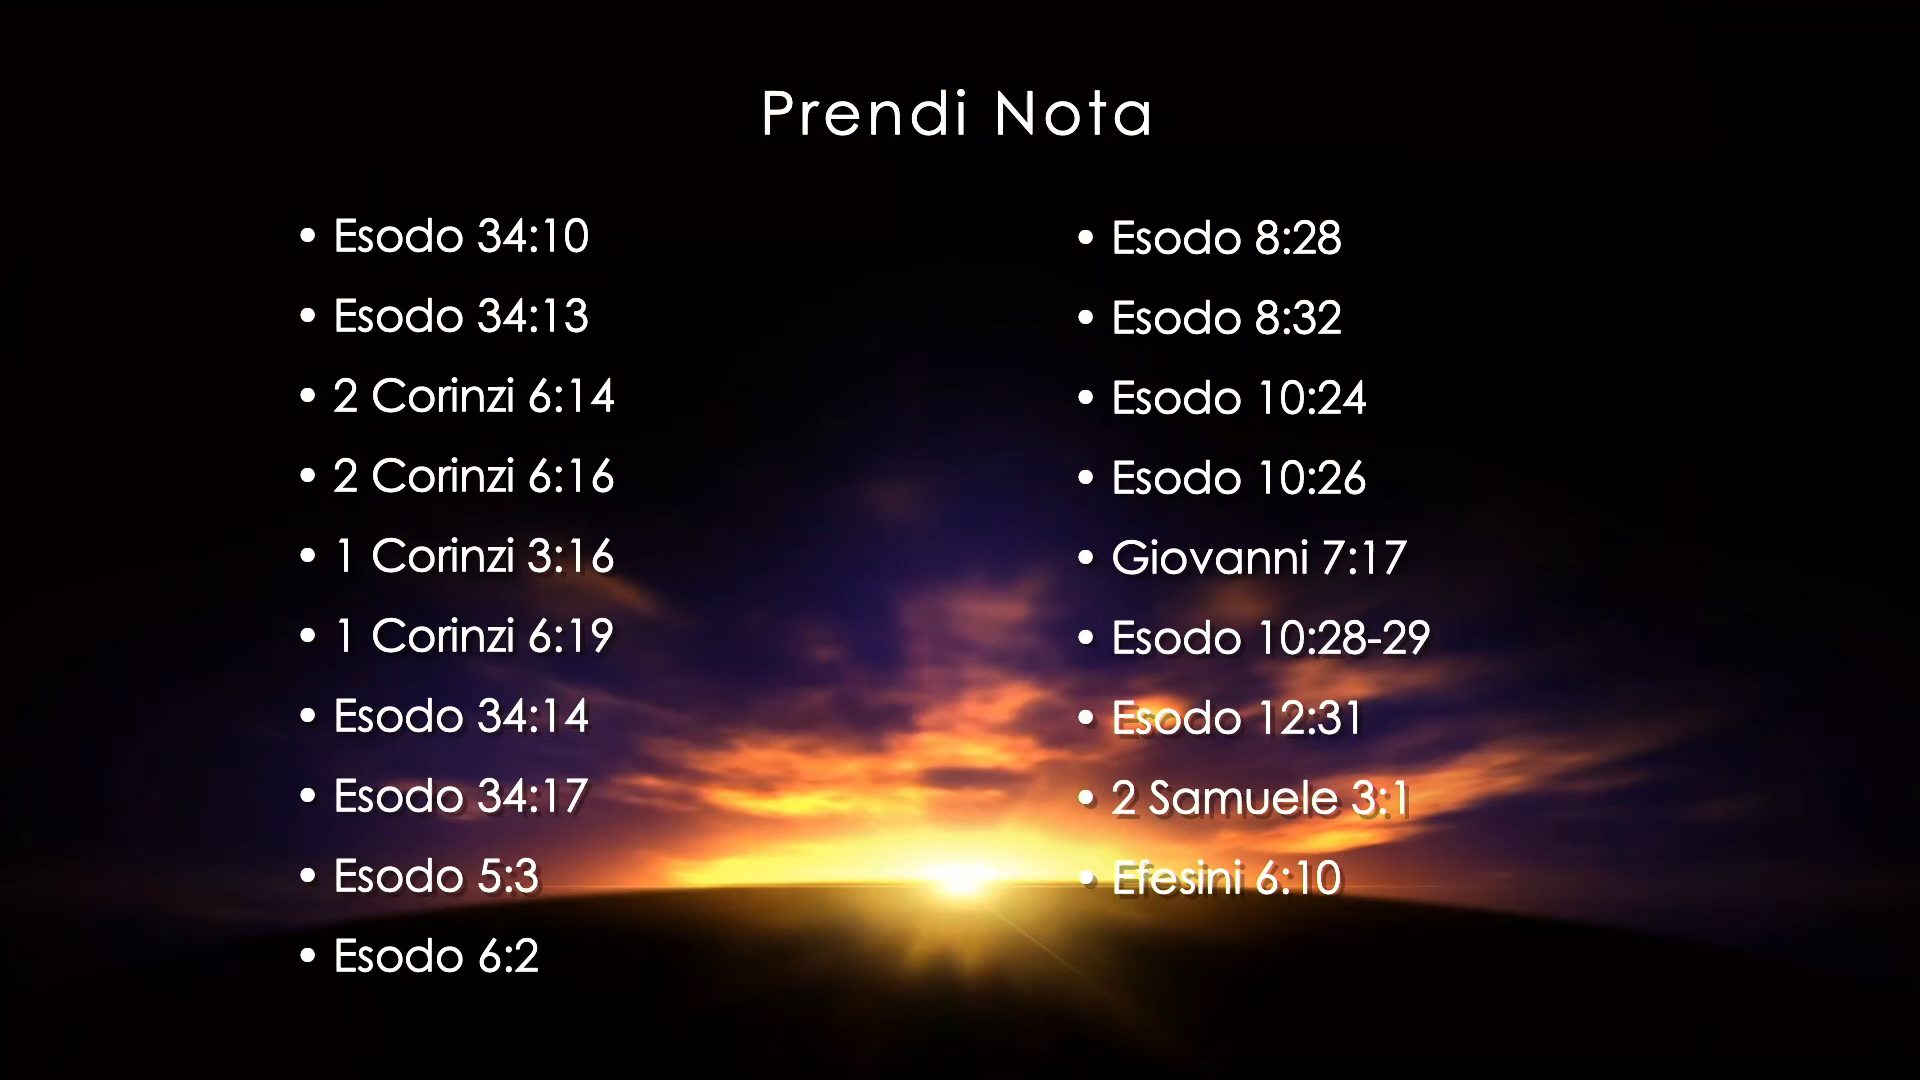 Prendi Nota
• Esodo 34:10
• Esodo 34:13
• 2 Corinzi 6:14
• 2 Corinzi 6:16
• 1 Corinzi 3:16
• 1 Corinzi 6:19
• Esodo 34:14
• Esodo 34:17
• Esodo 5:3
• Esodo 6:2
• Esodo 8:28
• Esodo 8:32
• Esodo 10:24
• Esodo 10:26
• Giovanni 7:17
• Esodo 10:28-29
• Esodo 12:31
• 2 Samuele 3:1
• Efesini 6:10